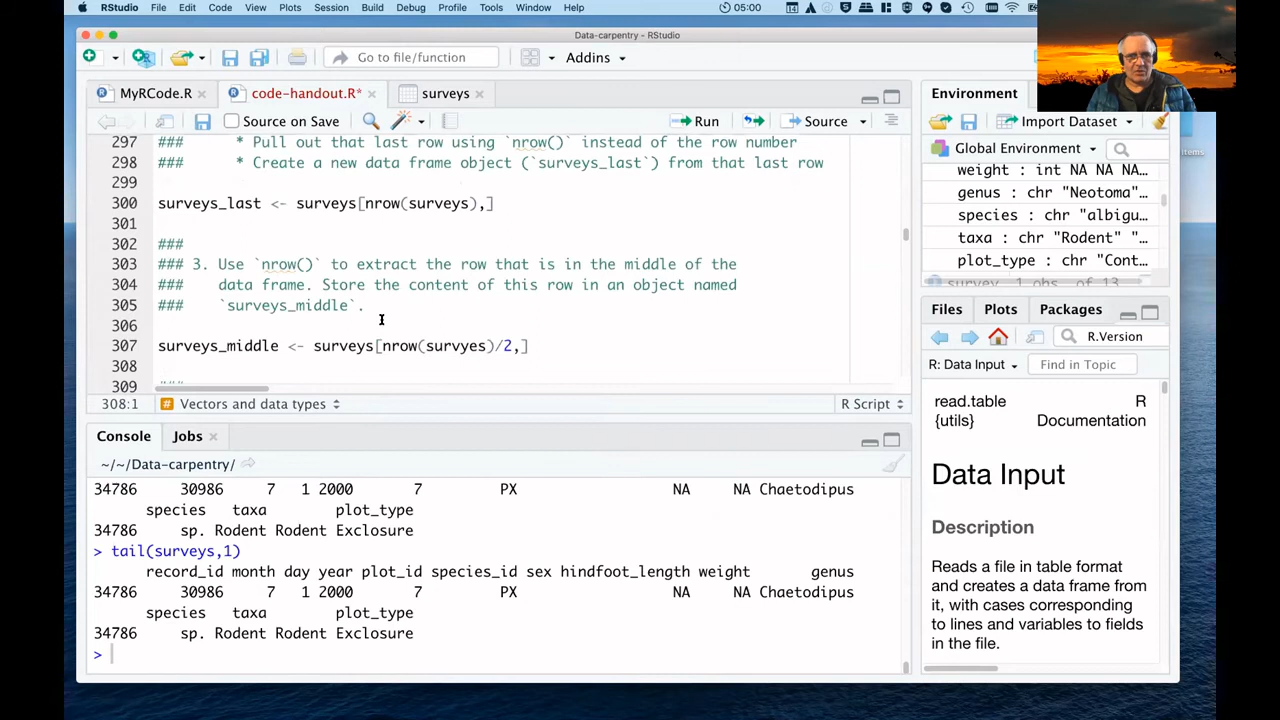 RStudio File Edit Code View Plots Session Build Debug Profile Tools Window Help 05:00
Data-carpentry - RStudio
Go to file/function Addins
MyRCode.R code-handout.R* surveys
Source on Save Run Source
297 ### * Pull out that last row using `nrow()` instead of the row number
298 ### * Create a new data frame object (`surveys_last`) from that last row
299
300 surveys_last <- surveys[nrow(surveys),]
301
302 ###
303 ### 3. Use `nrow()` to extract the row that is in the middle of the
304 ### data frame. Store the content of this row in an object named
305 ### `surveys_middle`.
306
307 surveys_middle <- surveys[nrow(survyes)/2,]
308
309 ###
308:1 Vectors and data types R Script
Console Jobs
~/~/Data-carpentry/
34786 30986 7 1 2000 7 PX NA NA Chaetodipus
species taxa plot_type
34786 sp. Rodent Rodent Exclosure
> tail(surveys,1)
record_id month day genus
34786 30986 7 1 2000 7 PX NA NA Chaetodipus
species taxa plot_type
34786 sp. Rodent Rodent Exclosure
>
Environment
Import Dataset
Global Environment
weight : int NA NA NA…
genus : chr "Neotoma"…
species : chr "albigu…
taxa : chr "Rodent" "…
plot_type : chr "Cont…
Files Plots Packages
R.Version
R: Data Input Find in Topic
ad.table R
Documentation
Data Input
Description
Reads a file in table format
nd creates a data frame from
with cases corresponding
to lines and variables to fields
in the file.